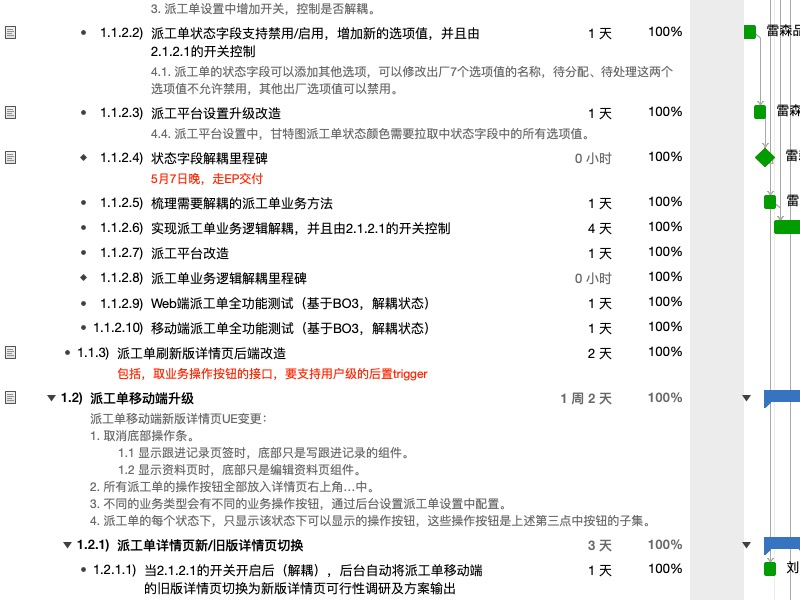 3. 派工单设置中增加开关，控制是否解耦。
1.1.2.2) 派工单状态字段支持禁用/启用，增加新的选项值，并且由 1 天 100% 雷森品
2.1.2.1的开关控制
4.1. 派工单的状态字段可以添加其他选项，可以修改出厂7个选项值的名称，待分配、待处理这两个
选项值不允许禁用，其他出厂选项值可以禁用。
1.1.2.3) 派工平台设置升级改造 1 天 100% 雷森
4.4. 派工平台设置中，甘特图派工单状态颜色需要拉取中状态字段中的所有选项值。
1.1.2.4) 状态字段解耦里程碑 0 小时 100% 雷
5月7日晚，走EP交付
1.1.2.5) 梳理需要解耦的派工单业务方法 1 天 100% 雷
1.1.2.6) 实现派工单业务逻辑解耦，并且由2.1.2.1的开关控制 4 天 100%
1.1.2.7) 派工平台改造 1 天 100%
1.1.2.8) 派工单业务逻辑解耦里程碑 0 小时 100%
1.1.2.9) Web端派工单全功能测试（基于BO3，解耦状态） 1 天 100%
1.1.2.10) 移动端派工单全功能测试（基于BO3，解耦状态） 1 天 100%
1.1.3) 派工单刷新版详情页后端改造 2 天 100%
包括，取业务操作按钮的接口，要支持用户级的后置trigger
1.2) 派工单移动端升级 1 周 2 天 100%
派工单移动端新版详情页UE变更：
1. 取消底部操作条。
1.1 显示跟进记录页签时，底部只是写跟进记录的组件。
1.2 显示资料页时，底部只是编辑资料页组件。
2. 所有派工单的操作按钮全部放入详情页右上角...中。
3. 不同的业务类型会有不同的业务操作按钮，通过后台设置派工单设置中配置。
4. 派工单的每个状态下，只显示该状态下可以显示的操作按钮，这些操作按钮是上述第三点中按钮的子集。
1.2.1) 派工单详情页新/旧版详情页切换 3 天 100%
1.2.1.1) 当2.1.2.1的开关开启后（解耦），后台自动将派工单移动端 1 天 100% 刘
的旧版详情页切换为新版详情页可行性调研及方案输出